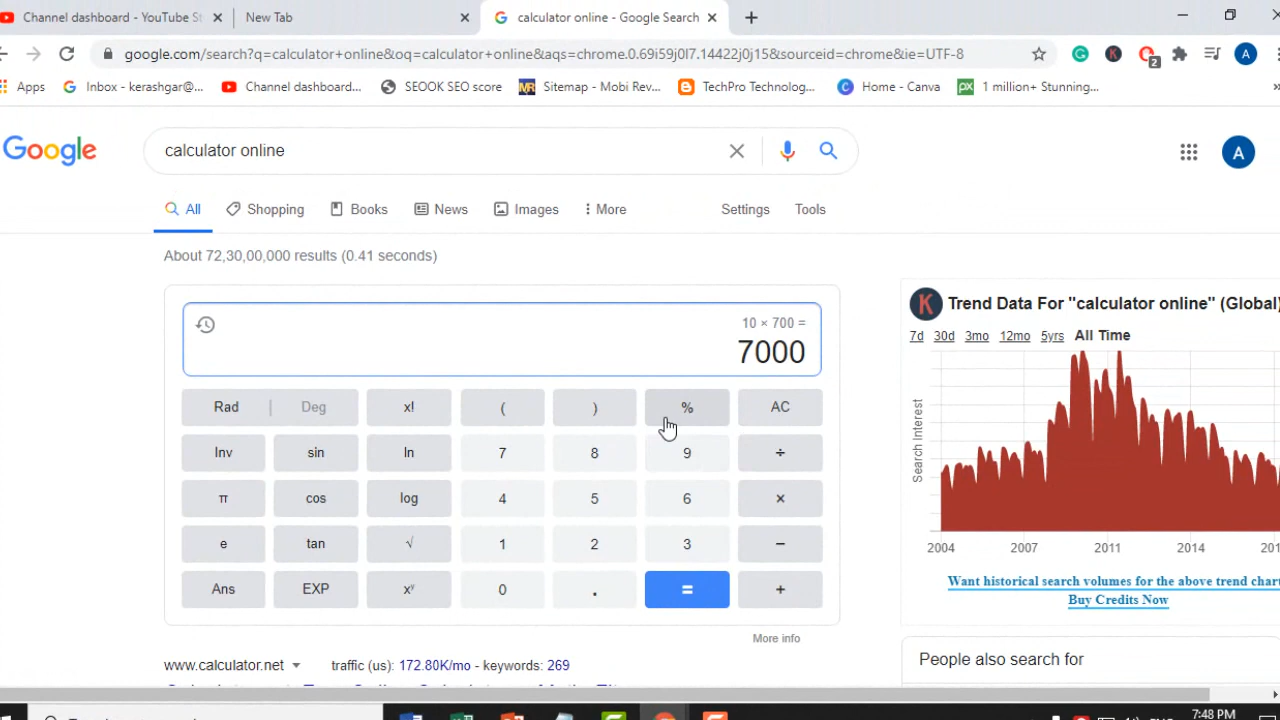 Channel dashboard - YouTube St
New Tab
calculator online - Google Search
google.com/search?q=calculator+online&oq=calculator+online&aqs=chrome.0.69i59j0l7.14422j0j15&sourceid=chrome&ie=UTF-8
2
A
Apps
Inbox - kerashgar@...
Channel dashboard...
SEOOK SEO score
Sitemap - Mobi Rev...
TechPro Technolog...
Home - Canva
1 million+ Stunning...
Google
calculator online
A
All
Shopping
Books
News
Images
More
Settings
Tools
About 72,30,00,000 results (0.41 seconds)
10 × 700 =
7000
Rad | Deg
x!
(
)
%
AC
Inv
sin
ln
7
8
9
÷
π
cos
log
4
5
6
×
e
tan
√
1
2
3
−
Ans
EXP
xʸ
0
.
=
+
More info
www.calculator.net
traffic (us): 172.80K/mo - keywords: 269
K
Trend Data For "calculator online" (Global)
7d 30d 3mo 12mo 5yrs All Time
Search Interest
2004 2007 2011 2014
Want historical search volumes for the above trend chart
Buy Credits Now
People also search for
7:48 PM